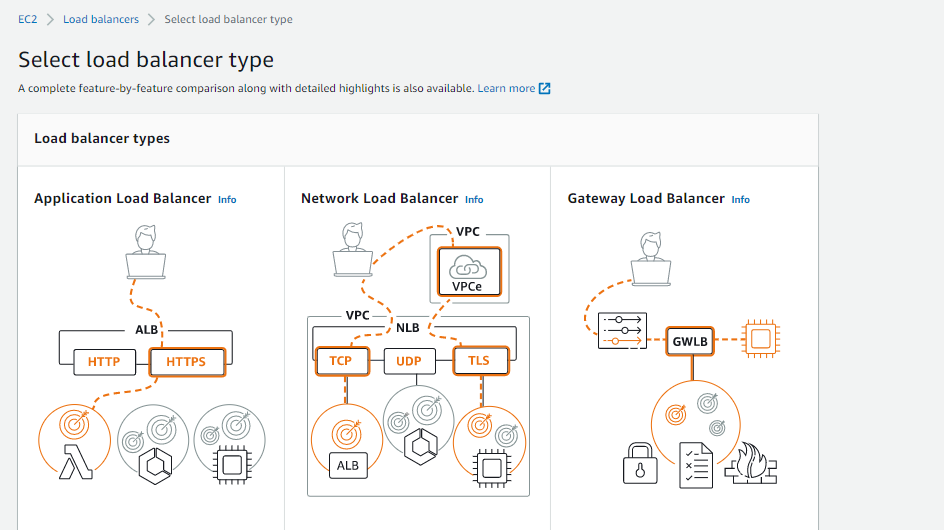 EC2 > Load balancers > Select load balancer type
Select load balancer type
A complete feature-by-feature comparison along with detailed highlights is also available. Learn more
Load balancer types
Application Load Balancer Info
ALB
HTTP HTTPS
Network Load Balancer Info
VPC
VPCe
VPC
NLB
TCP UDP TLS
ALB
Gateway Load Balancer Info
GWLB